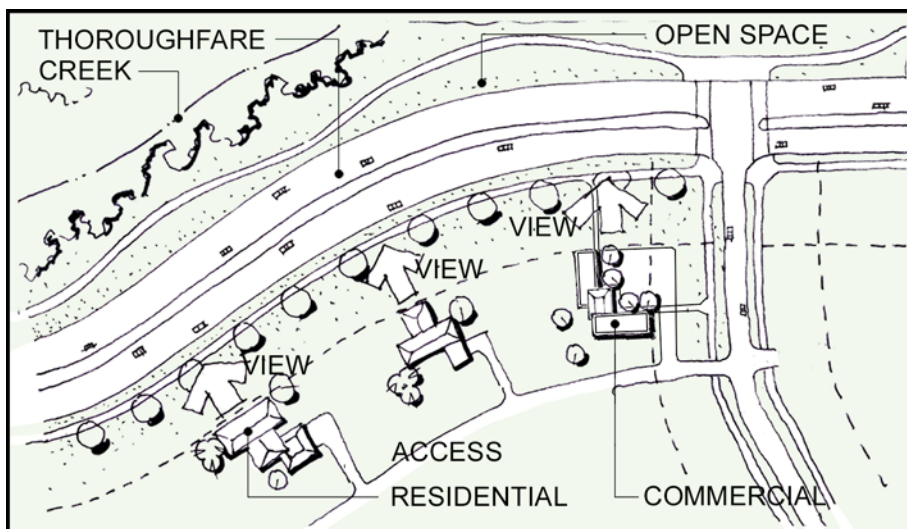 THOROUGHFARE
OPEN SPACE
CREEK
VIEW
VIEW
VIEW
ACCESS
RESIDENTIAL
COMMERCIAL